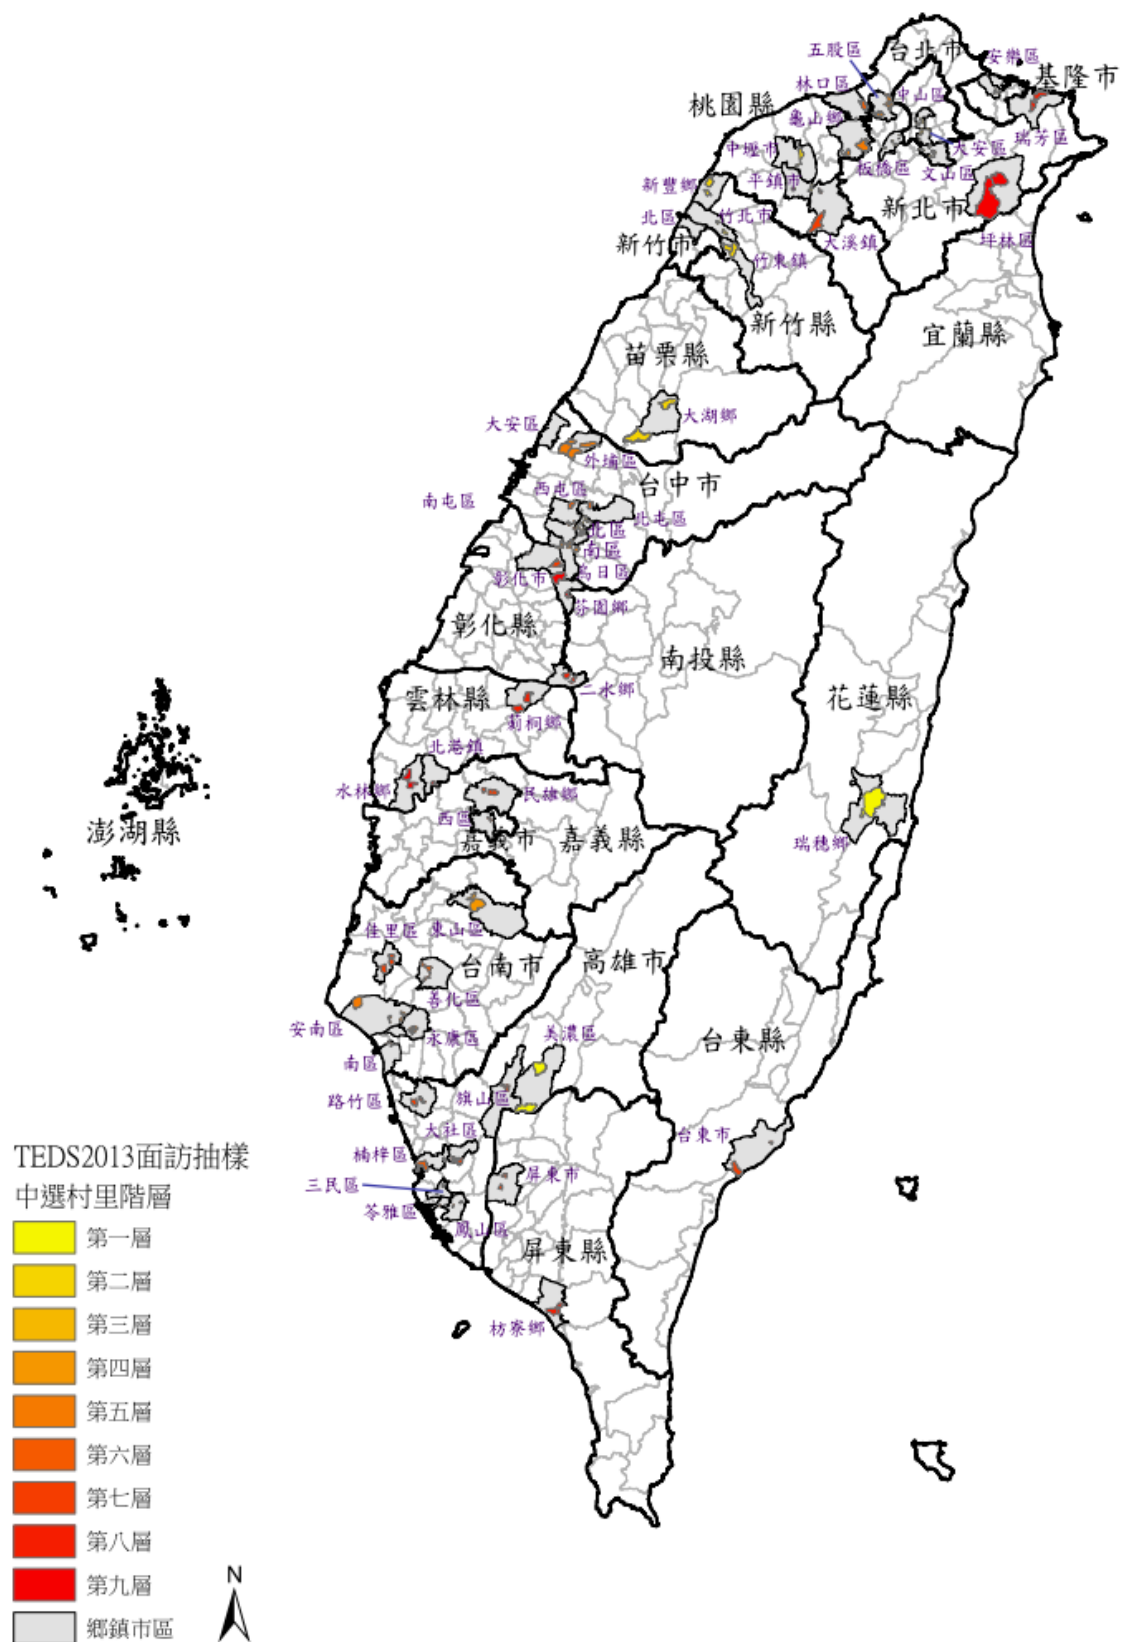 五股區
台北市
安樂區
林口區
基隆市
桃園縣
中山區
龜山鄉
瑞芳區
中壢市
大安區
板橋區
文山區
新豐鄉
平鎮市
新北市
北區
竹北市
新竹市
大溪鎮
坪林區
竹東鎮
新竹縣
宜蘭縣
苗栗縣
大湖鄉
大安區
外埔區
台中市
西屯區
南屯區
北屯區
北區
南區
彰化市
烏日區
芬園鄉
彰化縣
南投縣
二水鄉
雲林縣
花蓮縣
莿桐鄉
北港鎮
水林鄉
民雄鄉
西區
澎湖縣
嘉義市
嘉義縣
瑞穗鄉
佳里區
東山區
台南市
高雄市
善化區
安南區
永康區
美濃區
台東縣
南區
路竹區
旗山區
大社區
台東市
楠梓區
屏東市
三民區
苓雅區
鳳山區
屏東縣
枋寮鄉
TEDS2013面訪抽樣
中選村里階層
第一層
第二層
第三層
第四層
第五層
第六層
第七層
第八層
第九層
鄉鎮市區
N